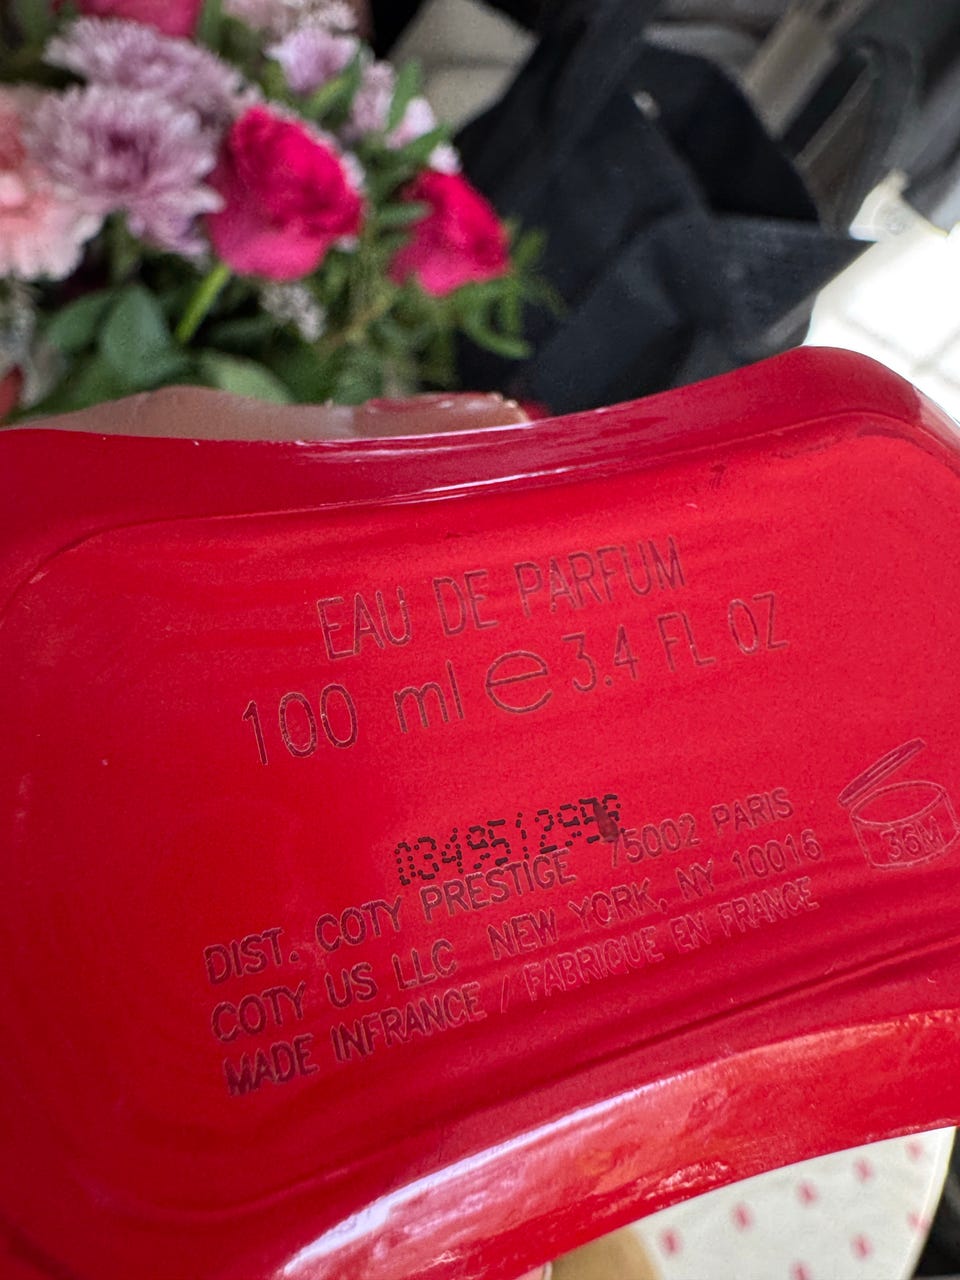 EAU DE PARFUM
100 ml e 3.4 FL OZ
DIST. COTY PRESTIGE 75002 PARIS
COTY US LLC NEW YORK, NY 10016
MADE INFRANCE / FABRIQUE EN FRANCE
36M